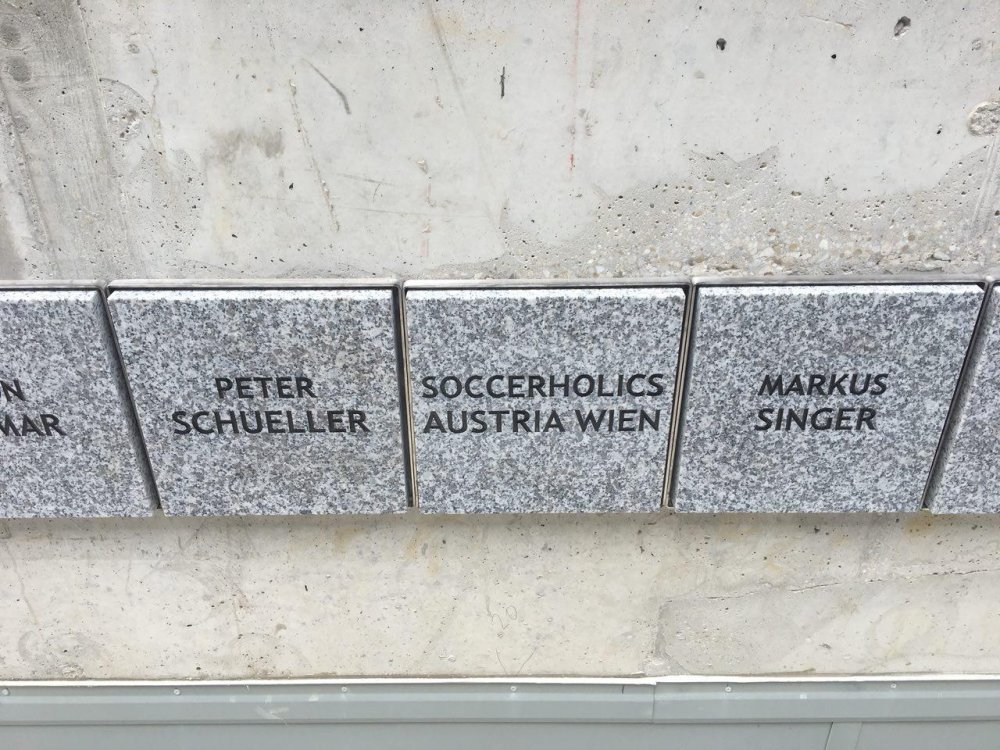 PETER
SCHUELLER
SOCCERHOLICS
AUSTRIA WIEN
MARKUS
SINGER